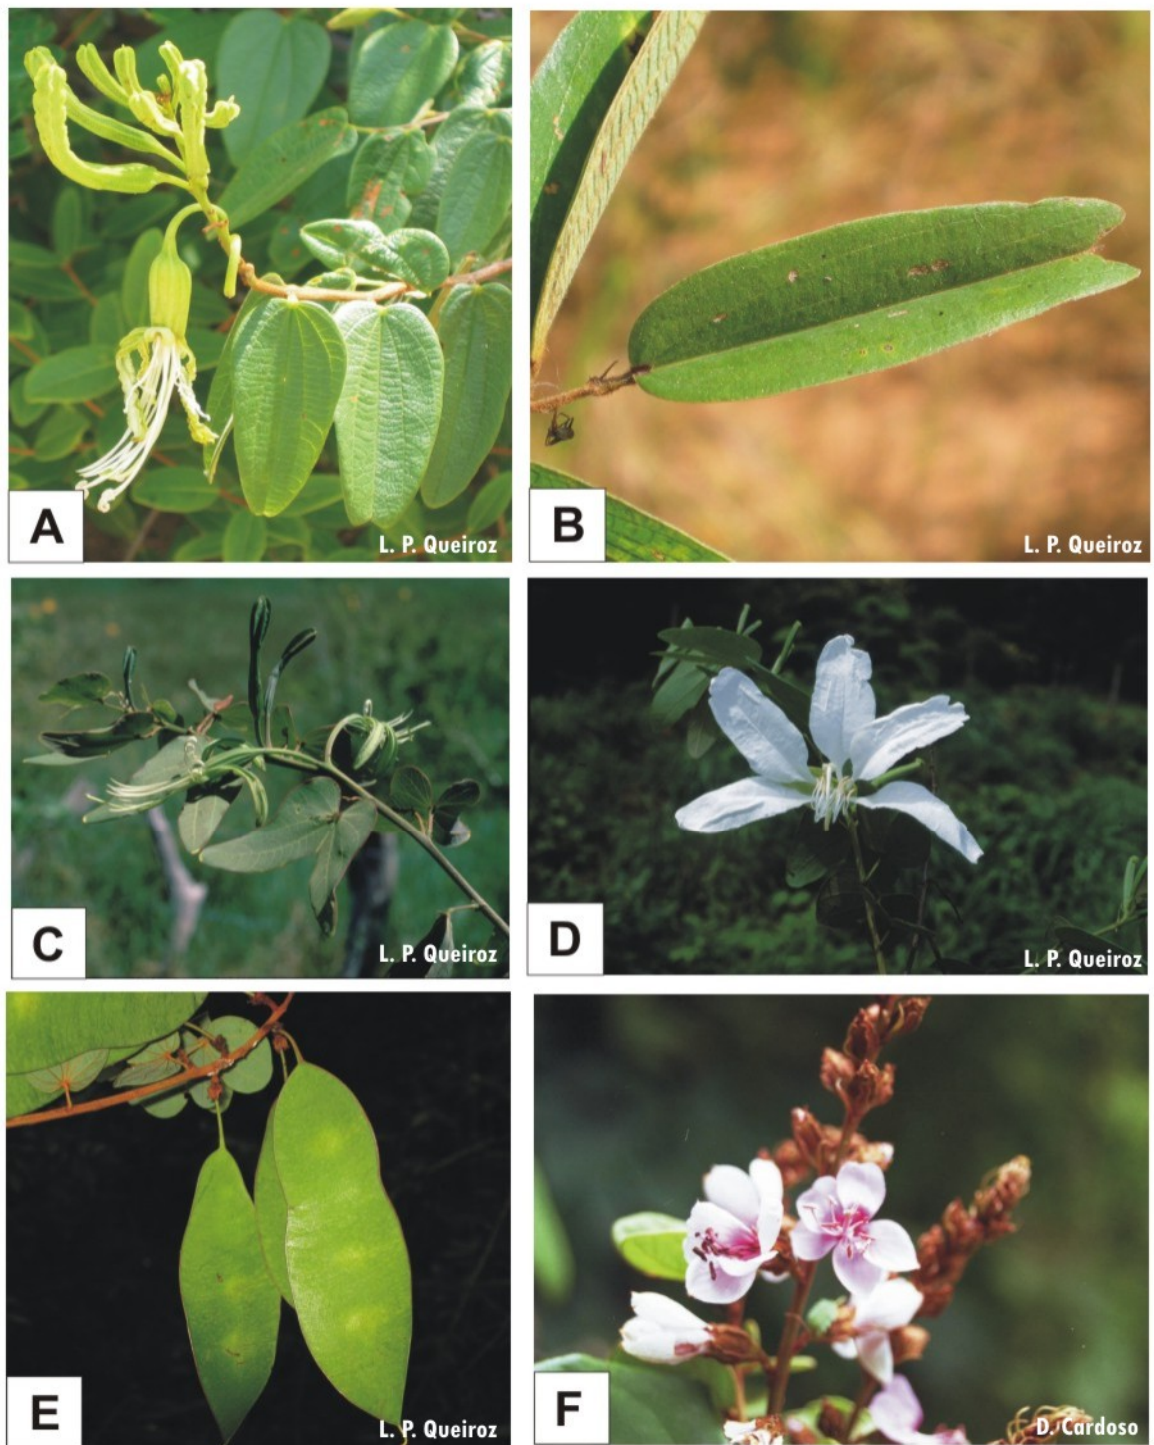 A
L. P. Queiroz
B
L. P. Queiroz
C
L. P. Queiroz
D
L. P. Queiroz
E
L. P. Queiroz
F
D. Cardoso